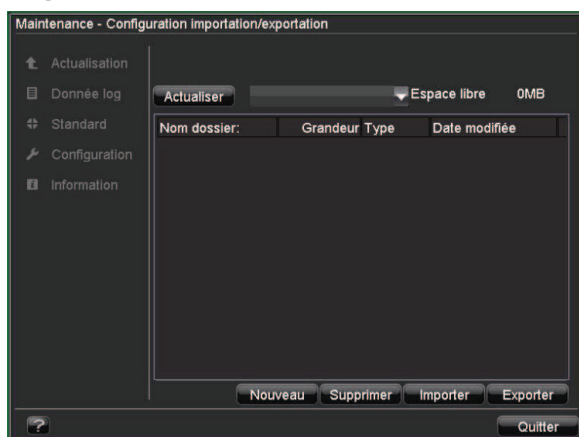 Maintenance - Configuration importation/exportation
Actualisation
Donnée log
Standard
Configuration
Information
Actualiser
Espace libre 0MB
Nom dossier: Grandeur Type Date modifiée
Nouveau Supprimer Importer Exporter
?
Quitter